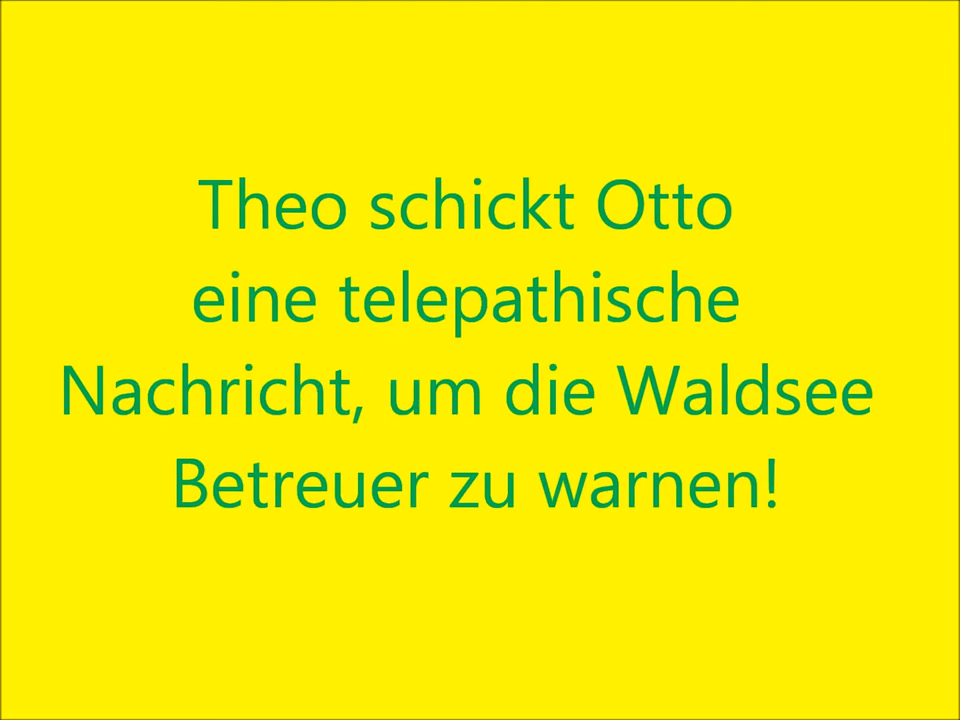 Theo schickt Otto
eine telepathische
Nachricht, um die Waldsee
Betreuer zu warnen!